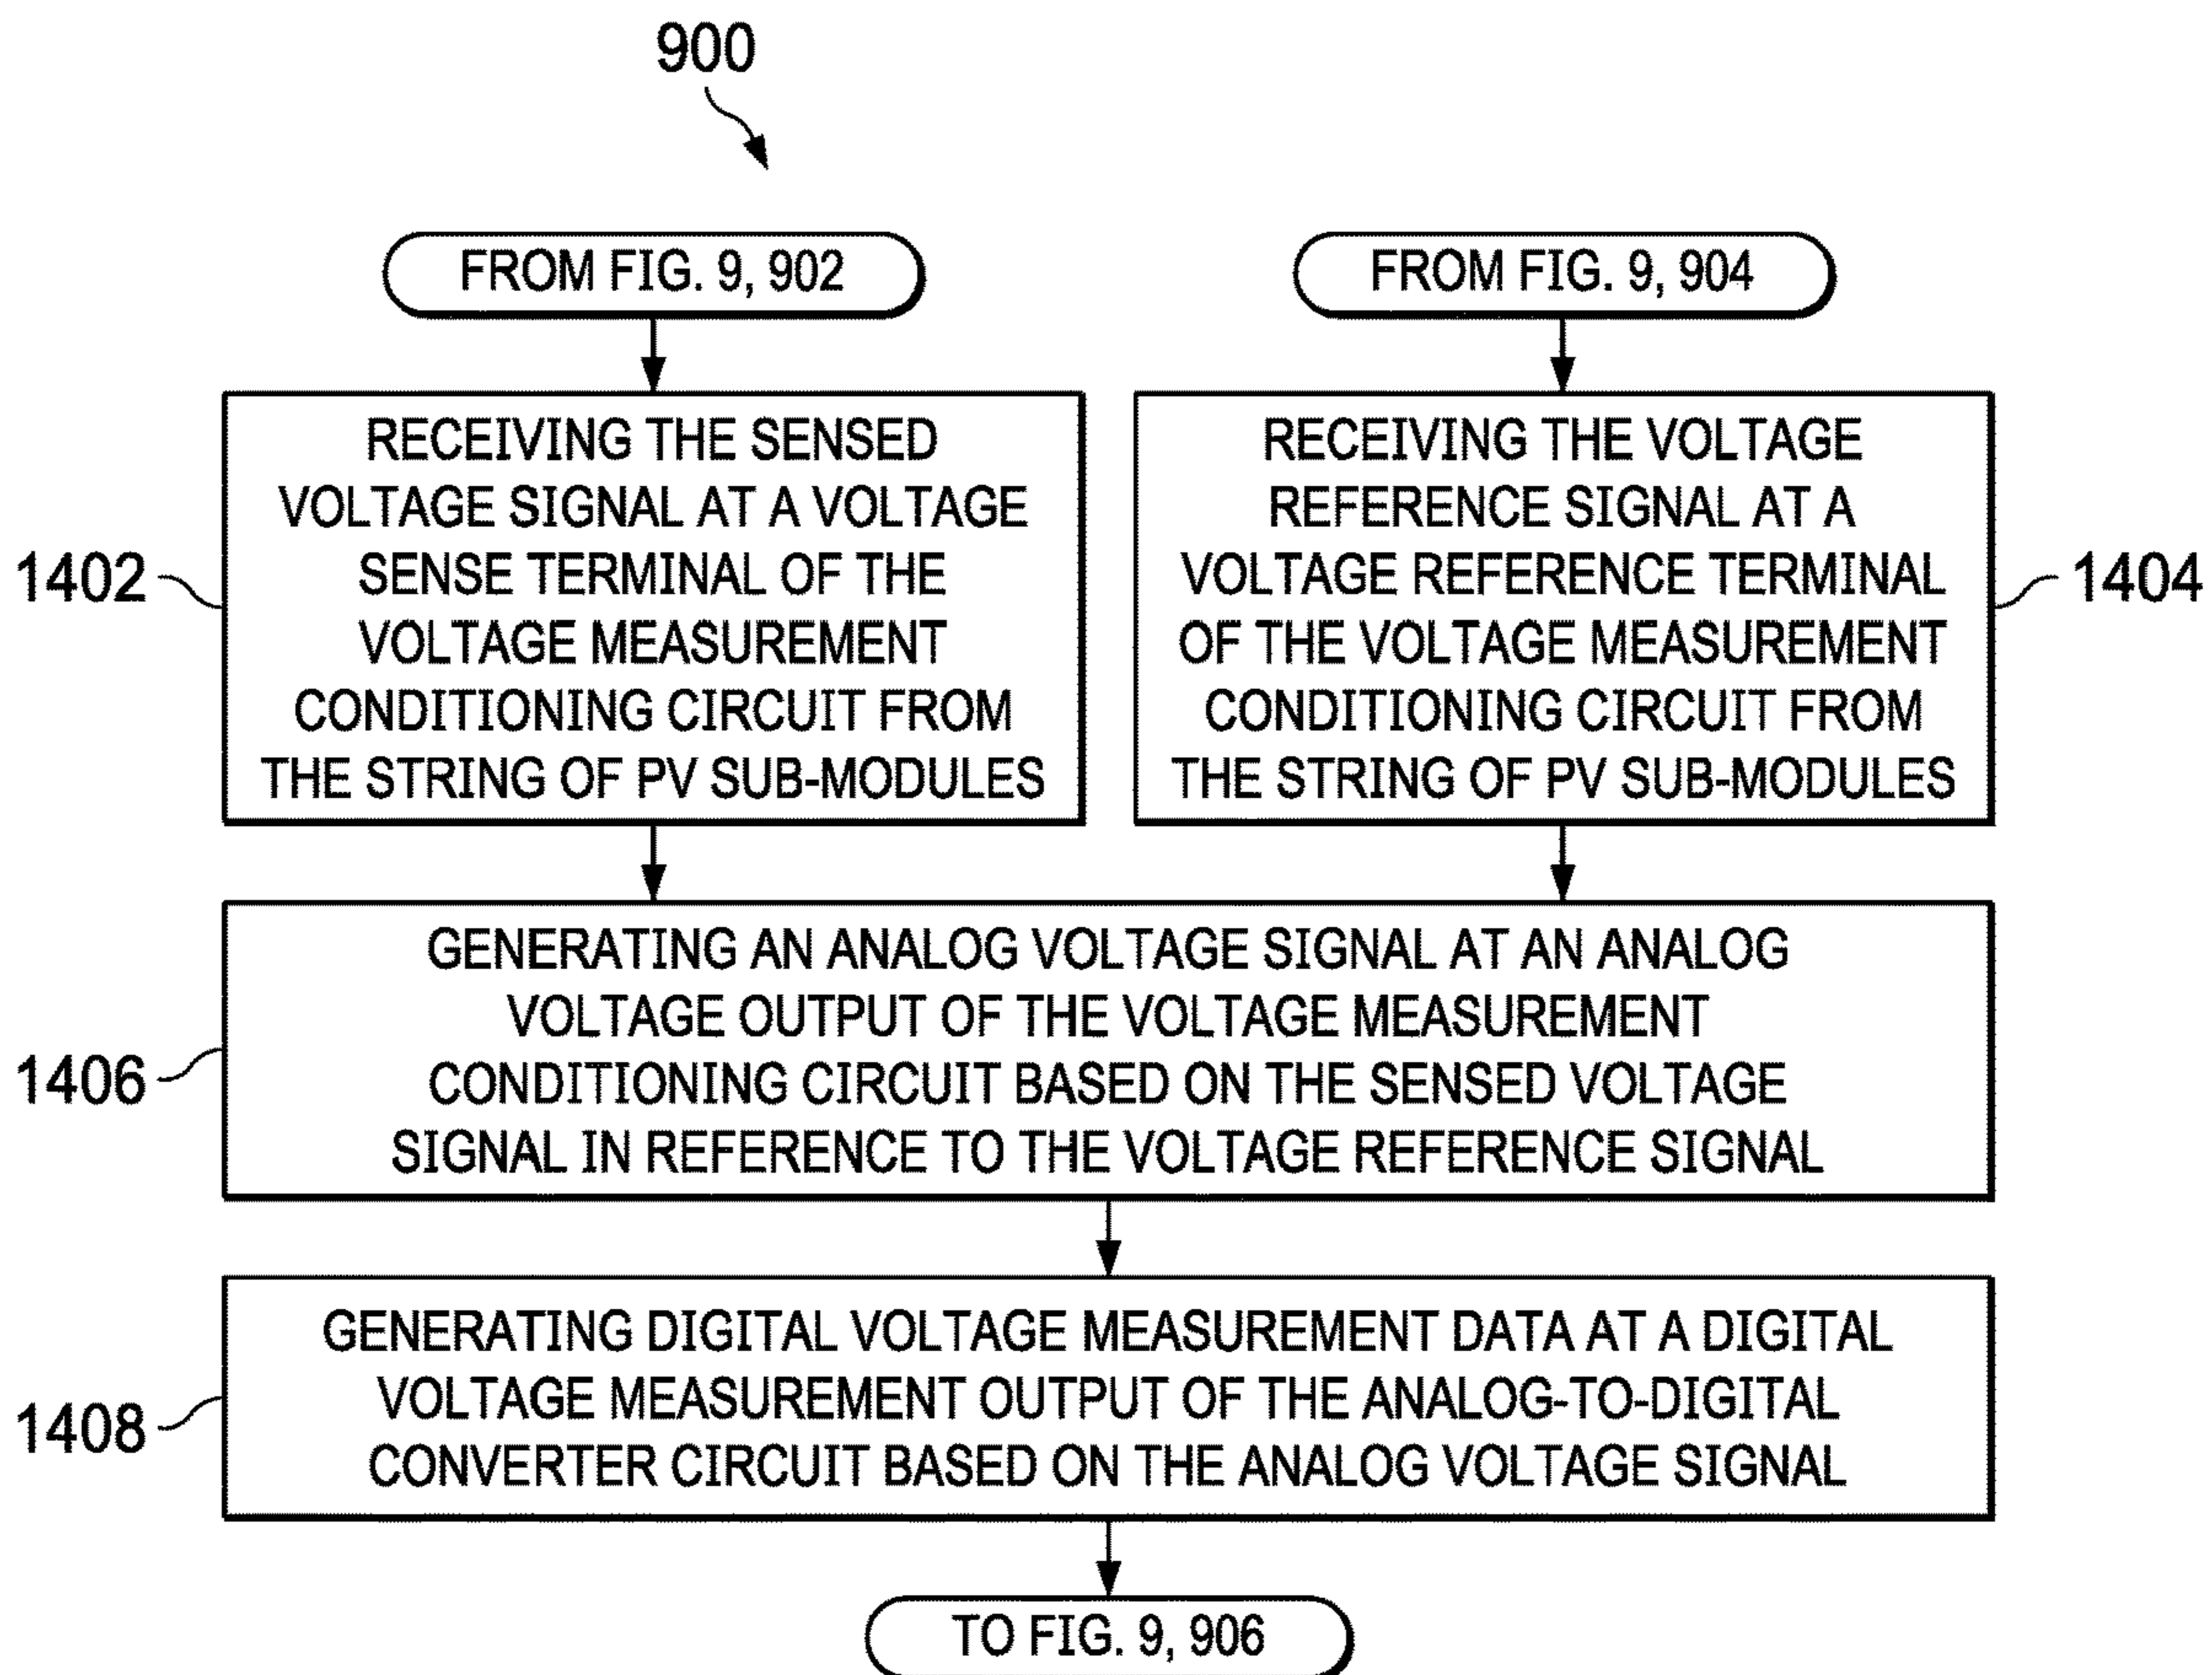 900
FROM FIG. 9, 902
FROM FIG. 9, 904
RECEIVING THE SENSED
VOLTAGE SIGNAL AT A VOLTAGE
SENSE TERMINAL OF THE
VOLTAGE MEASUREMENT
CONDITIONING CIRCUIT FROM
THE STRING OF PV SUB-MODULES
1402
RECEIVING THE VOLTAGE
REFERENCE SIGNAL AT A
VOLTAGE REFERENCE TERMINAL
OF THE VOLTAGE MEASUREMENT
CONDITIONING CIRCUIT FROM
THE STRING OF PV SUB-MODULES
1404
GENERATING AN ANALOG VOLTAGE SIGNAL AT AN ANALOG
VOLTAGE OUTPUT OF THE VOLTAGE MEASUREMENT
CONDITIONING CIRCUIT BASED ON THE SENSED VOLTAGE
SIGNAL IN REFERENCE TO THE VOLTAGE REFERENCE SIGNAL
1406
GENERATING DIGITAL VOLTAGE MEASUREMENT DATA AT A DIGITAL
VOLTAGE MEASUREMENT OUTPUT OF THE ANALOG-TO-DIGITAL
CONVERTER CIRCUIT BASED ON THE ANALOG VOLTAGE SIGNAL
1408
TO FIG. 9, 906